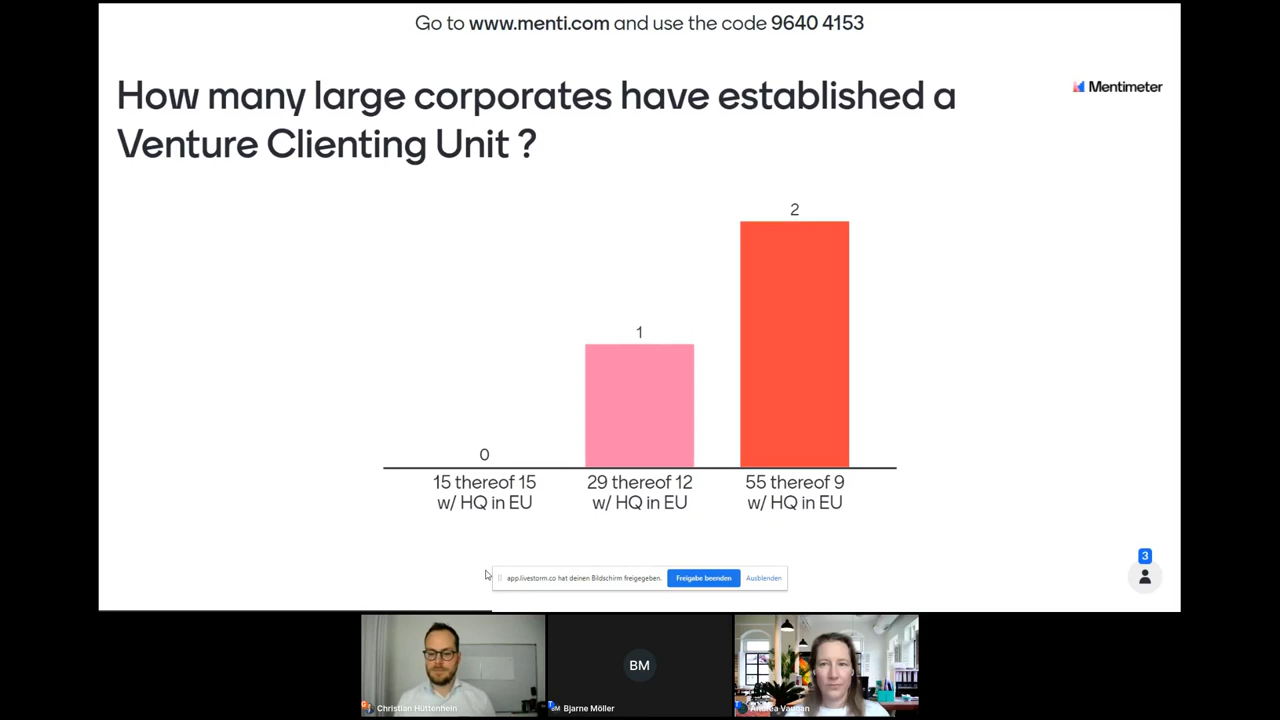 Go to www.menti.com and use the code 9640 4153
How many large corporates have established a
Venture Clienting Unit ?
Mentimeter
2
1
0
15 thereof 15
w/ HQ in EU
29 thereof 12
w/ HQ in EU
55 thereof 9
w/ HQ in EU
3
app.livestorm.co hat deinen Bildschirm freigegeben.
Freigabe beenden
Ausblenden
BM
Christian Hüttenhein
BM Bjarne Möller
Andrea Vaugan